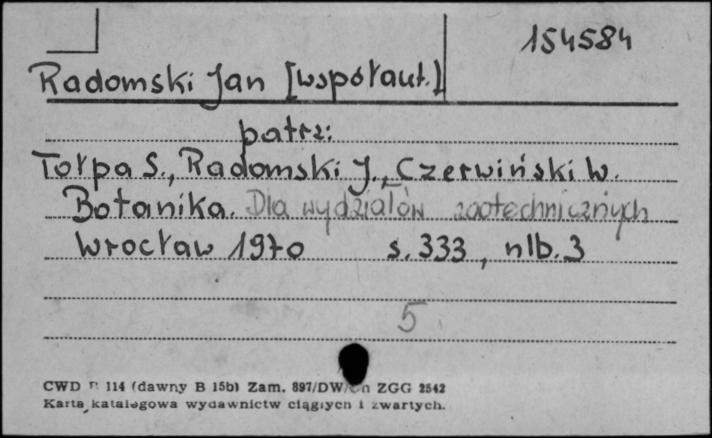 154584
Radomski Jan [współaut.]
patrz:
Tołpa S., Radomski J., Czerwiński W.
Botanika. Dla wydziałów zootechnicznych
Wrocław 1970 s. 333, nlb. 3
5
CWD 114 (dawny B 15b) Zam. 897/DW/ ZGG 2542
Karta katalogowa wydawnictw ciągłych i zwartych.